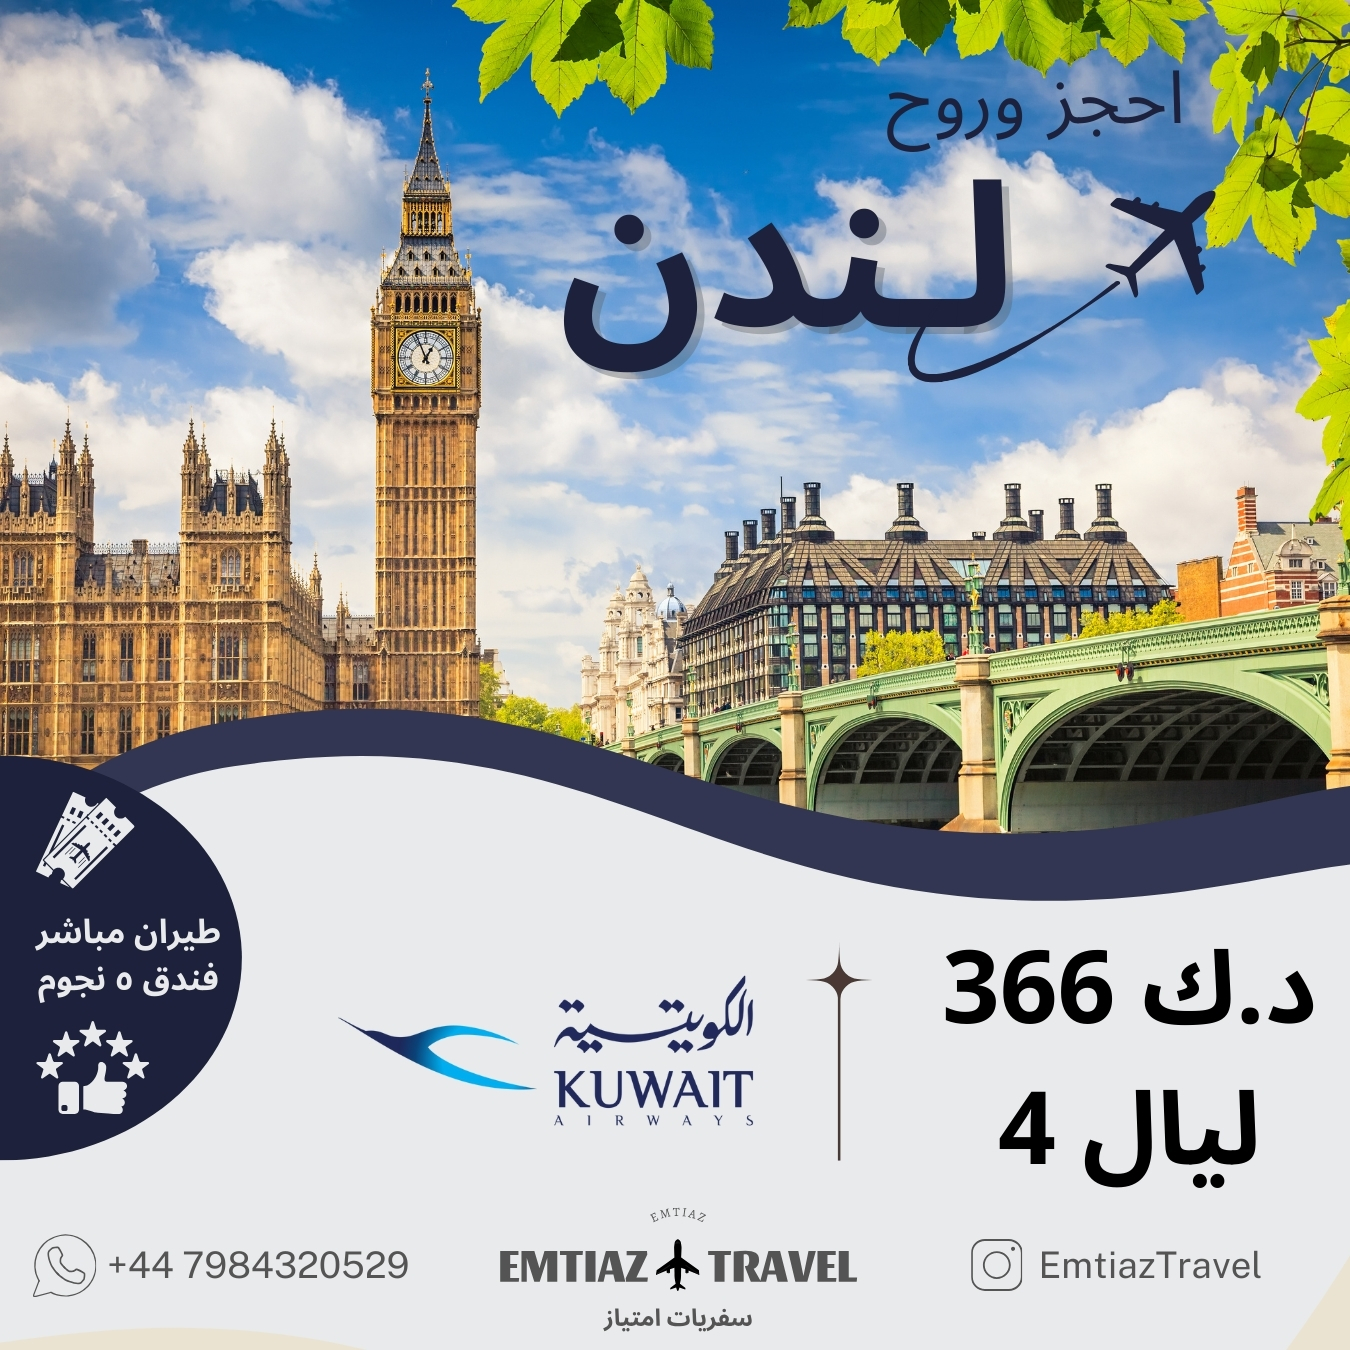 احجز وروح
لندن
طيران مباشر
فندق ٥ نجوم
الكويتية
KUWAIT
AIRWAYS
د.ك 366
ليال 4
+44 7984320529
EMTIAZ
EMTIAZ TRAVEL
سفريات امتياز
EmtiazTravel